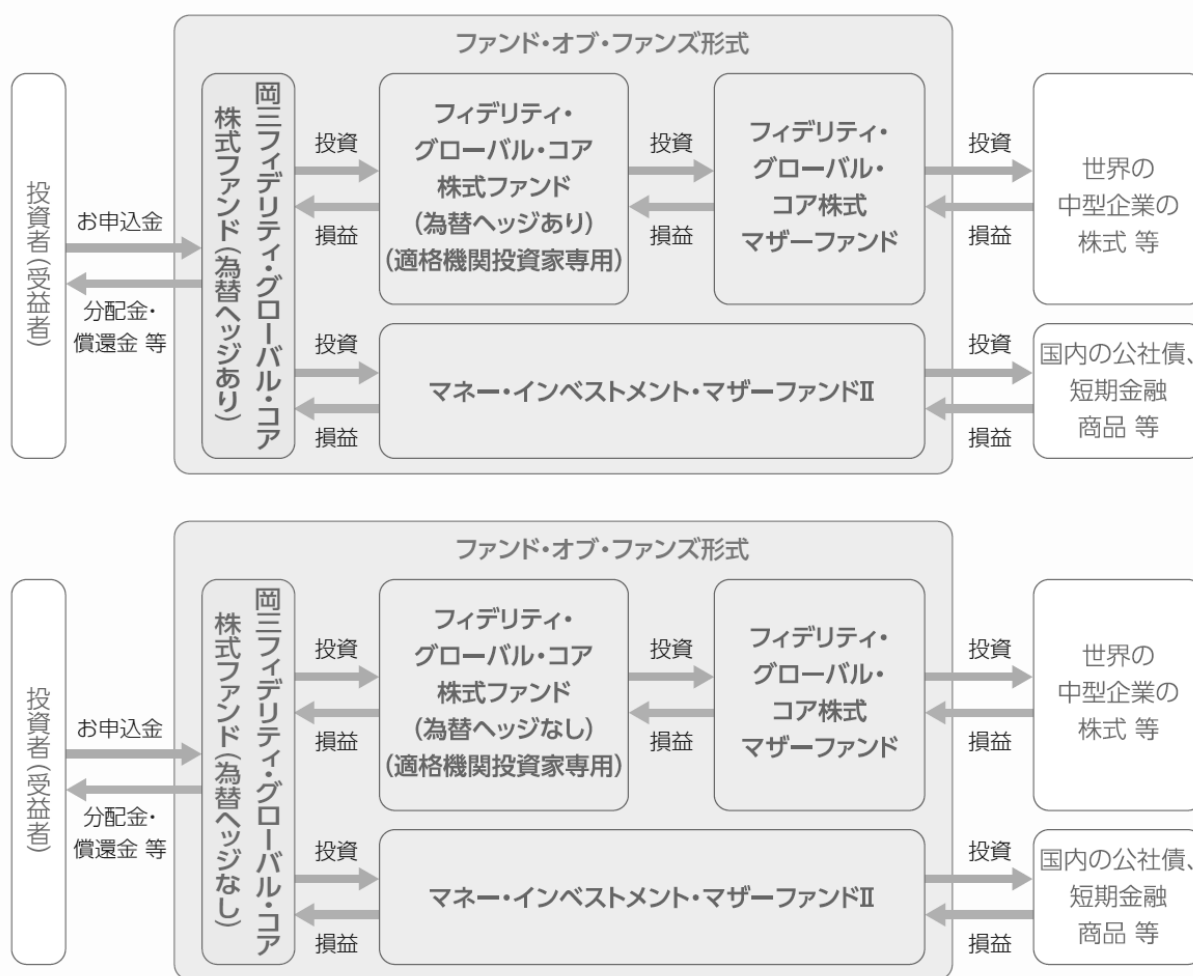 ファンド・オブ・ファンズ形式
投資者（受益者）
お申込金
分配金・
償還金 等
岡三フィデリティ・グローバル・コア
株式ファンド（為替ヘッジあり）
投資
損益
フィデリティ・
グローバル・コア
株式ファンド
(為替ヘッジあり)
(適格機関投資家専用)
投資
損益
フィデリティ・
グローバル・
コア株式
マザーファンド
投資
損益
世界の
中型企業の
株式 等
投資
損益
マネー・インベストメント・マザーファンドⅡ
投資
損益
国内の公社債、
短期金融
商品 等
ファンド・オブ・ファンズ形式
投資者（受益者）
お申込金
分配金・
償還金 等
岡三フィデリティ・グローバル・コア
株式ファンド（為替ヘッジなし）
投資
損益
フィデリティ・
グローバル・コア
株式ファンド
(為替ヘッジなし)
(適格機関投資家専用)
投資
損益
フィデリティ・
グローバル・
コア株式
マザーファンド
投資
損益
世界の
中型企業の
株式 等
投資
損益
マネー・インベストメント・マザーファンドⅡ
投資
損益
国内の公社債、
短期金融
商品 等